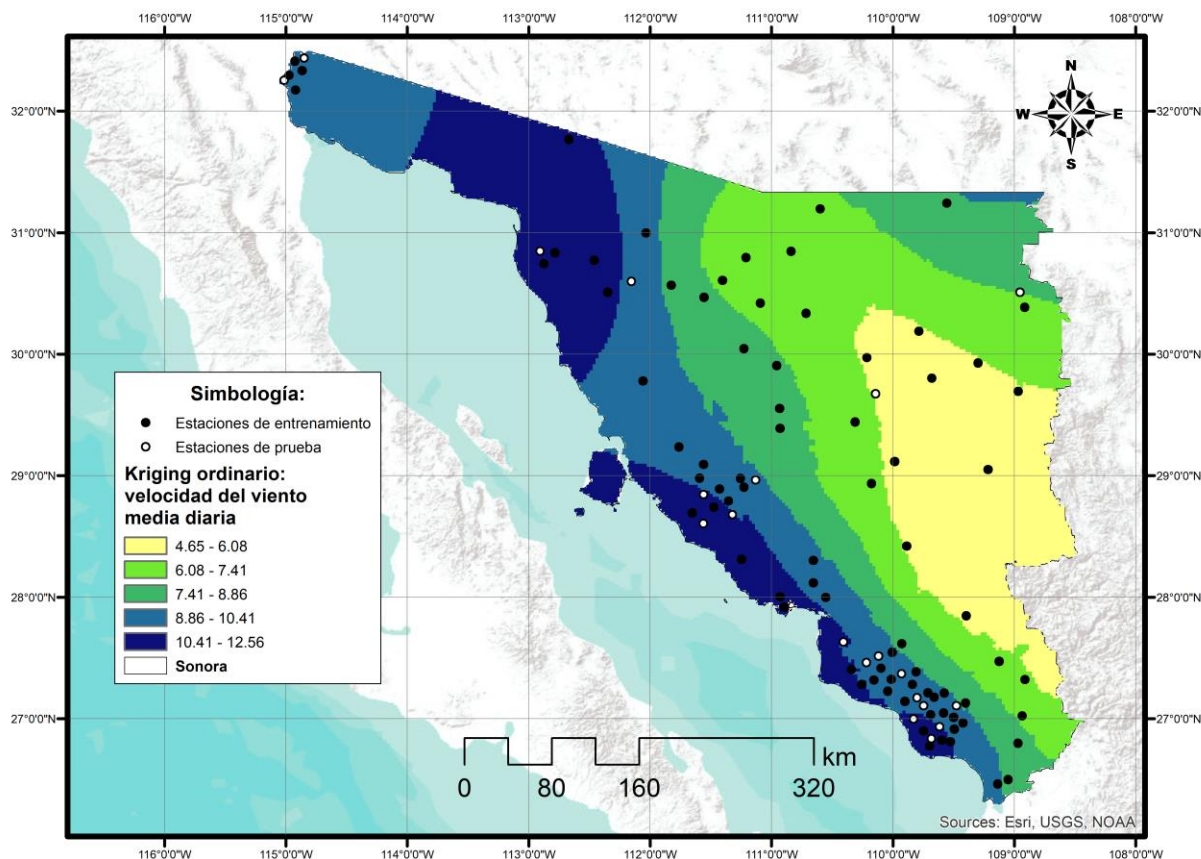 116°0'0"W 115°0'0"W 114°0'0"W 113°0'0"W 112°0'0"W 111°0'0"W 110°0'0"W 109°0'0"W 108°0'0"W
N
W E
S
32°0'0"N 32°0'0"N
31°0'0"N 31°0'0"N
30°0'0"N 30°0'0"N
29°0'0"N 29°0'0"N
28°0'0"N 28°0'0"N
27°0'0"N 27°0'0"N
Simbología:
Estaciones de entrenamiento
Estaciones de prueba
Kriging ordinario:
velocidad del viento
media diaria
4.65 - 6.08
6.08 - 7.41
7.41 - 8.86
8.86 - 10.41
10.41 - 12.56
Sonora
km
0 80 160 320
Sources: Esri, USGS, NOAA
116°0'0"W 115°0'0"W 114°0'0"W 113°0'0"W 112°0'0"W 111°0'0"W 110°0'0"W 109°0'0"W 108°0'0"W